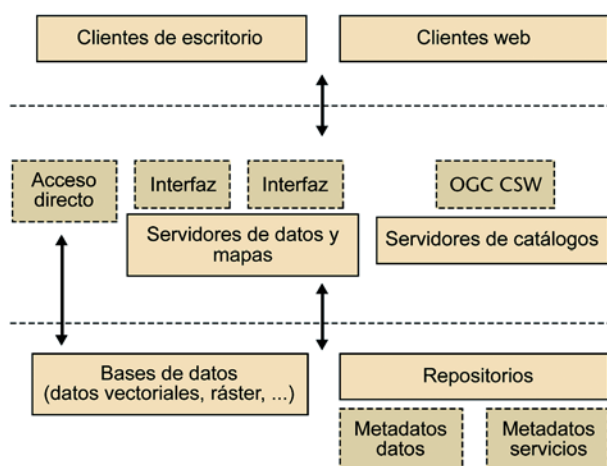 Clientes de escritorio
Clientes web
Acceso
directo
Interfaz
Interfaz
OGC CSW
Servidores de datos y
mapas
Servidores de catálogos
Bases de datos
(datos vectoriales, ráster, ...)
Repositorios
Metadatos
datos
Metadatos
servicios